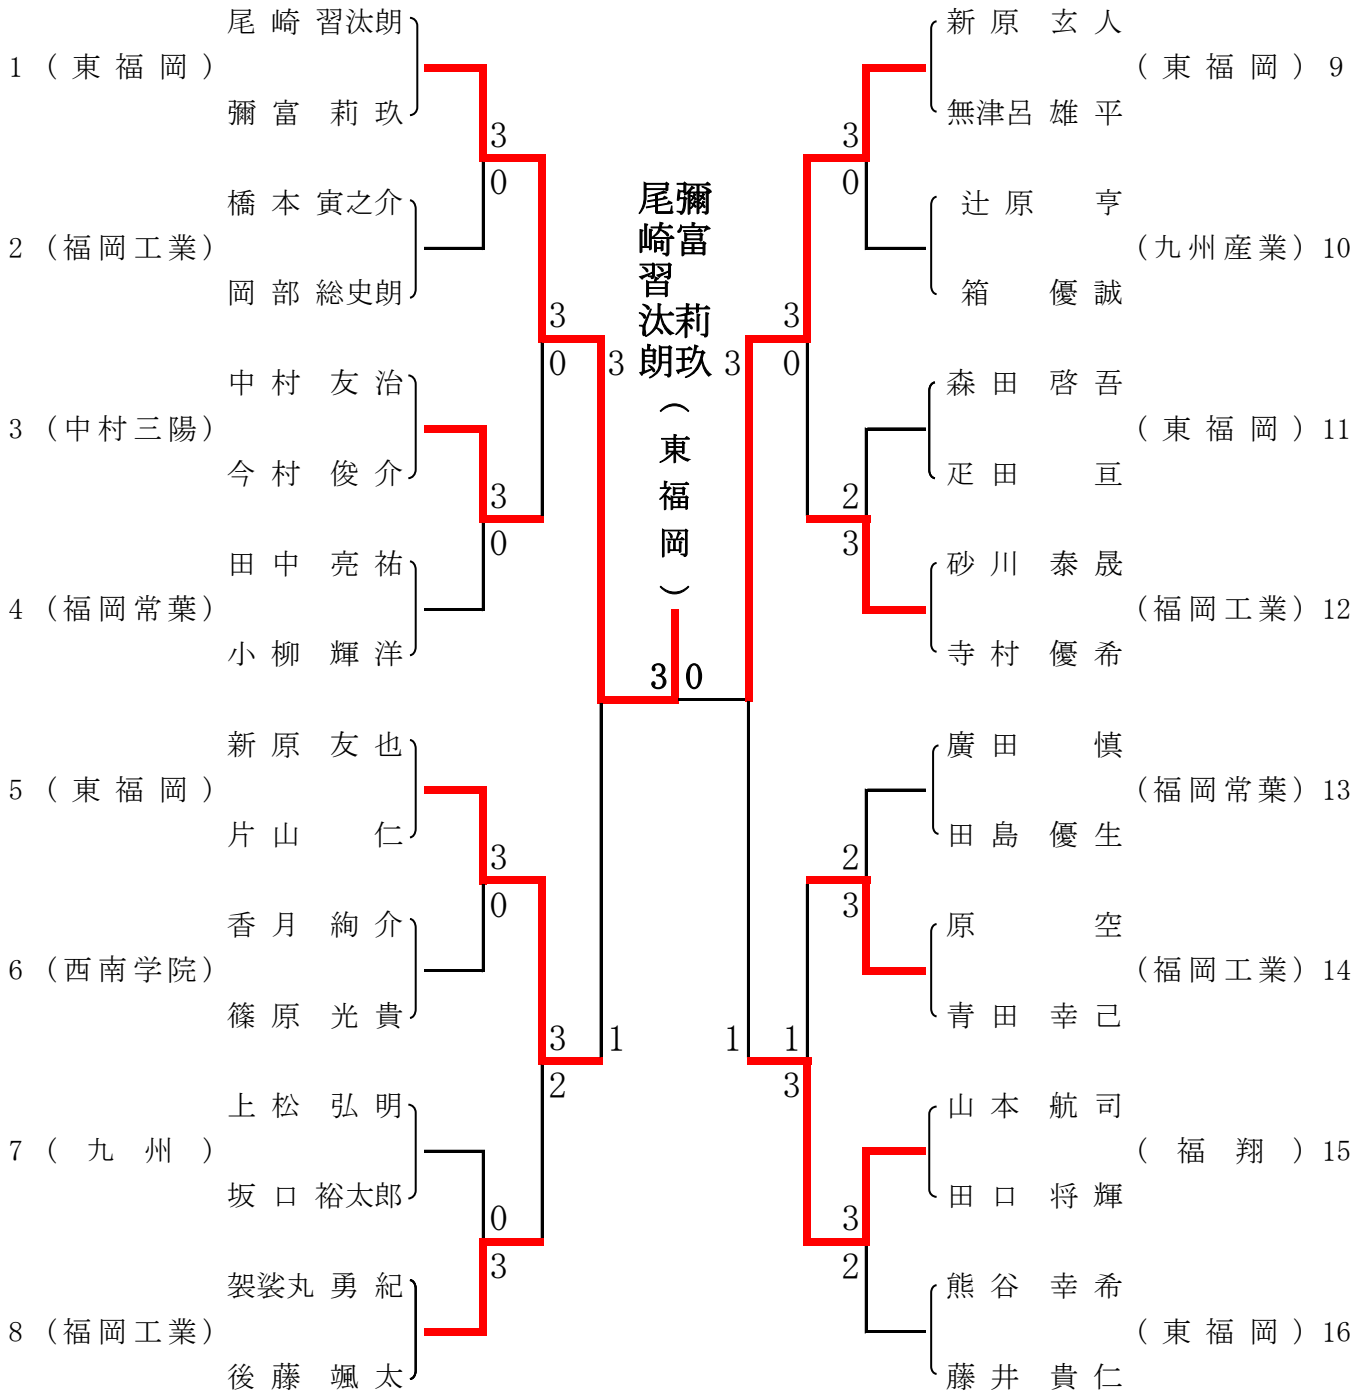 尾崎 習汰朗
1 (東福岡)
彌富 莉玖
3
0
橋本 寅之介
2 (福岡工業)
岡部 総史朗
3
0
中村 友治
3 (中村三陽)
今村 俊介
3
0
田中 亮祐
4 (福岡常葉)
小柳 輝洋
3
1
新原 友也
5 (東福岡)
片山 仁
3
0
香月 絢介
6 (西南学院)
篠原 光貴
3
2
上松 弘明
7 (九州)
坂口 裕太郎
0
3
袈裟丸 勇紀
8 (福岡工業)
後藤 颯太
彌富 莉玖
尾崎習汰朗
(東福岡)
3 0
新原 玄人
(東福岡) 9
無津呂 雄平
3
0
辻原 亨
(九州産業) 10
箱 優誠
3
0
森田 啓吾
(東福岡) 11
疋田 亘
2
3
砂川 泰晟
(福岡工業) 12
寺村 優希
3
1
廣田 慎
(福岡常葉) 13
田島 優生
2
3
原 空
(福岡工業) 14
青田 幸己
1
3
山本 航司
(福翔) 15
田口 将輝
3
2
熊谷 幸希
(東福岡) 16
藤井 貴仁